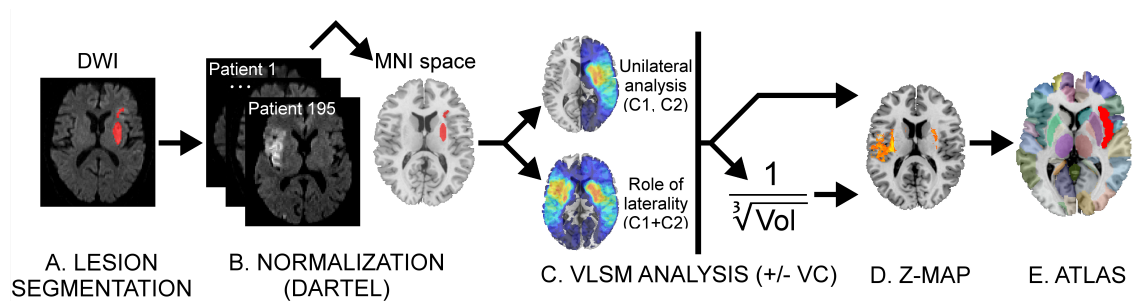 DWI
Patient 1
...
Patient 195
MNI space
Unilateral
analysis
(C1, C2)
Role of
laterality
(C1+C2)
1
3√Vol
A. LESION
SEGMENTATION
B. NORMALIZATION
(DARTEL)
C. VLSM ANALYSIS (+/- VC)
D. Z-MAP
E. ATLAS